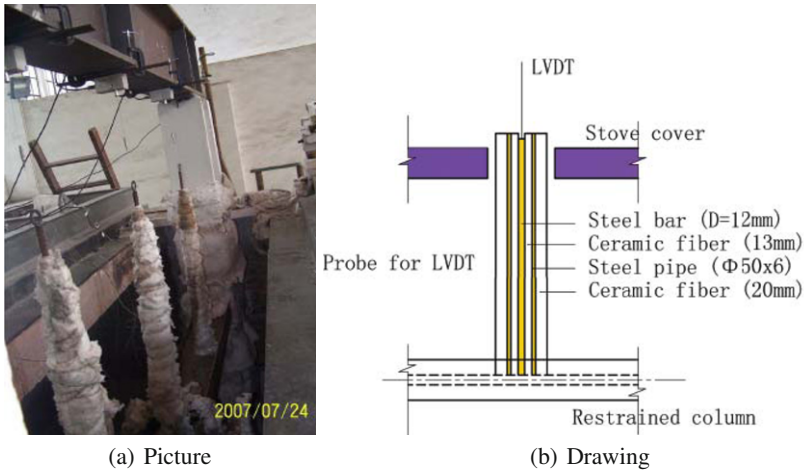 2007/07/24
LVDT
Stove cover
Steel bar (D=12mm)
Ceramic fiber (13mm)
Probe for LVDT
Steel pipe (Φ50x6)
Ceramic fiber (20mm)
Restrained column
(a) Picture
(b) Drawing